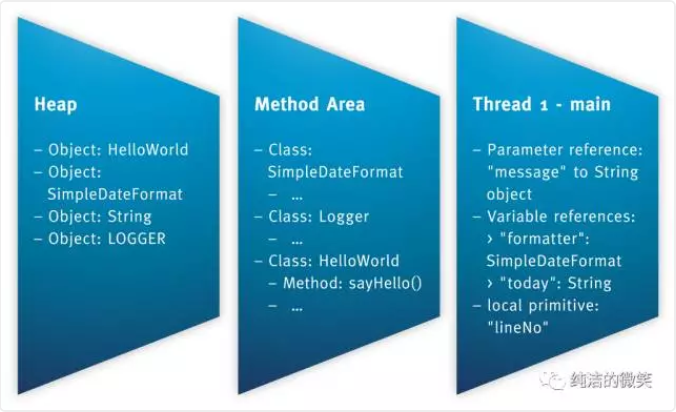 Heap
– Object: HelloWorld
– Object:
SimpleDateFormat
– Object: String
– Object: LOGGER
Method Area
– Class:
SimpleDateFormat
– ...
– Class: Logger
– ...
– Class: HelloWorld
– Method: sayHello()
– ...
Thread 1 - main
– Parameter reference:
"message" to String
object
– Variable references:
> "formatter":
SimpleDateFormat
> "today": String
– local primitive:
"lineNo"
纯洁的微笑